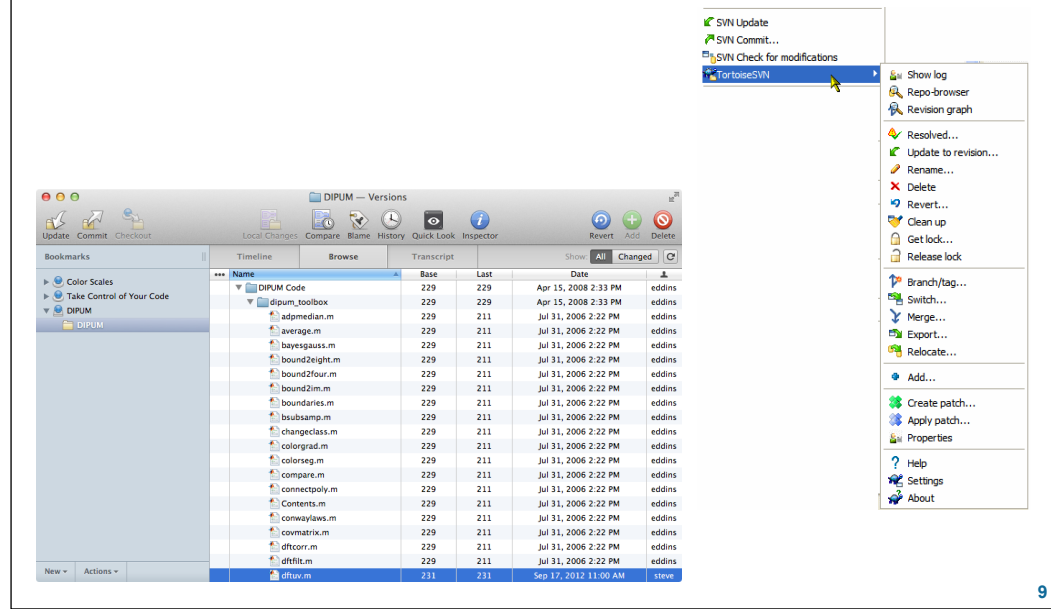 SVN Update
SVN Commit...
SVN Check for modifications
TortoiseSVN
Show log
Repo-browser
Revision graph
Resolved...
Update to revision...
Rename...
Delete
Revert...
Clean up
Get lock...
Release lock
Branch/tag...
Switch...
Merge...
Export...
Relocate...
Add...
Create patch...
Apply patch...
Properties
Help
Settings
About
DIPUM — Versions
Update Commit Checkout Local Changes Compare Blame History Quick Look Inspector Revert Add Delete
Bookmarks Timeline Browse Transcript Show: All Changed
Color Scales
Take Control of Your Code
DIPUM
DIPUM
Name Base Last Date
DIPUM Code 229 229 Apr 15, 2008 2:33 PM eddins
dipum_toolbox 229 229 Apr 15, 2008 2:33 PM eddins
adpmedian.m 229 211 Jul 31, 2006 2:22 PM eddins
average.m 229 211 Jul 31, 2006 2:22 PM eddins
bayesgauss.m 229 211 Jul 31, 2006 2:22 PM eddins
bound2eight.m 229 211 Jul 31, 2006 2:22 PM eddins
bound2four.m 229 211 Jul 31, 2006 2:22 PM eddins
bound2im.m 229 211 Jul 31, 2006 2:22 PM eddins
boundaries.m 229 211 Jul 31, 2006 2:22 PM eddins
bsubsamp.m 229 211 Jul 31, 2006 2:22 PM eddins
changeclass.m 229 211 Jul 31, 2006 2:22 PM eddins
colorgrad.m 229 211 Jul 31, 2006 2:22 PM eddins
colorseg.m 229 211 Jul 31, 2006 2:22 PM eddins
compare.m 229 211 Jul 31, 2006 2:22 PM eddins
connectpoly.m 229 211 Jul 31, 2006 2:22 PM eddins
Contents.m 229 211 Jul 31, 2006 2:22 PM eddins
conwaylaws.m 229 211 Jul 31, 2006 2:22 PM eddins
covmatrix.m 229 211 Jul 31, 2006 2:22 PM eddins
dftcorr.m 229 211 Jul 31, 2006 2:22 PM eddins
dftfilt.m 229 211 Jul 31, 2006 2:22 PM eddins
dftuv.m 231 231 Sep 17, 2012 11:00 AM steve
New Actions
9